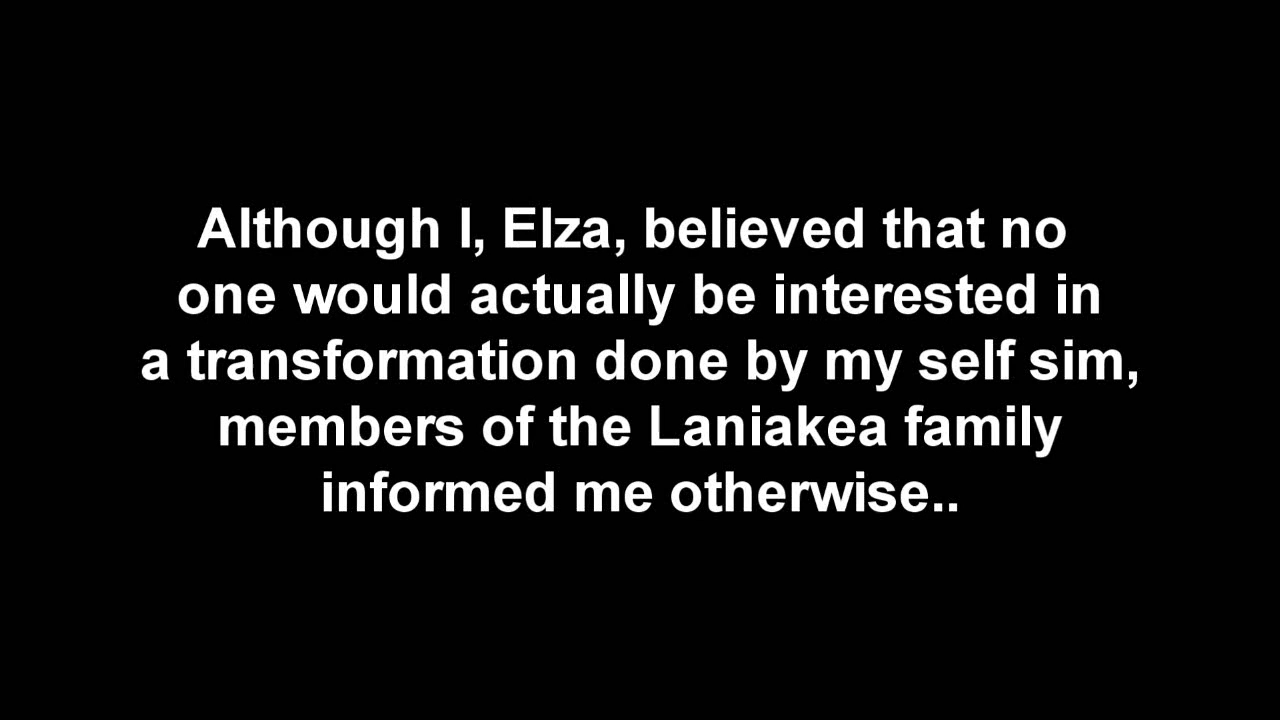 Although I, Elza, believed that no
one would actually be interested in
a transformation done by my self sim,
members of the Laniakea family
informed me otherwise..